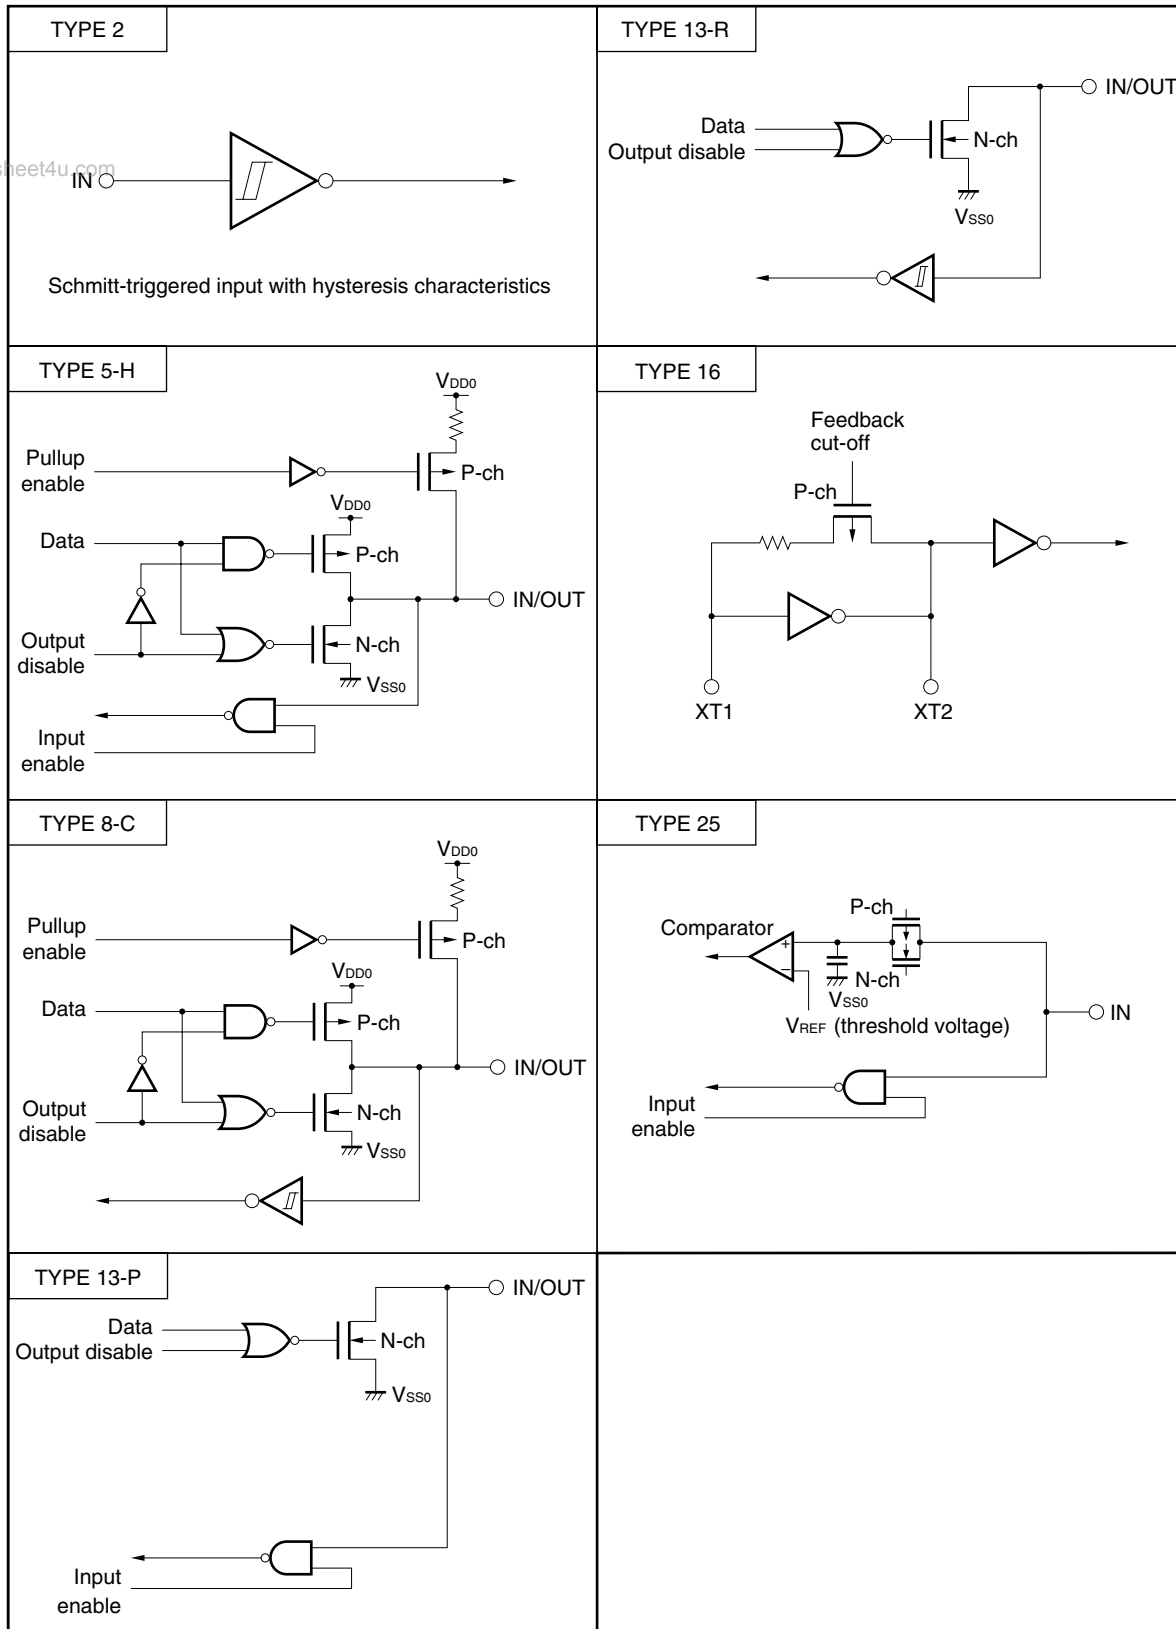 TYPE 2
sheet4u.com
IN
Schmitt-triggered input with hysteresis characteristics
TYPE 13-R
IN/OUT
Data
Output disable
N-ch
VSS0
TYPE 5-H
VDD0
Pullup
enable
P-ch
VDD0
Data
P-ch
IN/OUT
Output
disable
N-ch
VSS0
Input
enable
TYPE 16
Feedback
cut-off
P-ch
XT1
XT2
TYPE 8-C
VDD0
Pullup
enable
P-ch
VDD0
Data
P-ch
IN/OUT
Output
disable
N-ch
VSS0
TYPE 25
P-ch
Comparator
+
−
N-ch
VSS0
VREF (threshold voltage)
IN
Input
enable
TYPE 13-P
IN/OUT
Data
Output disable
N-ch
VSS0
Input
enable